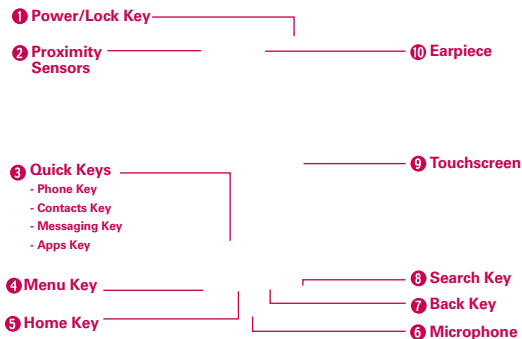 1 Power/Lock Key
2 Proximity
Sensors
3 Quick Keys
- Phone Key
- Contacts Key
- Messaging Key
- Apps Key
4 Menu Key
5 Home Key
10 Earpiece
9 Touchscreen
8 Search Key
7 Back Key
6 Microphone